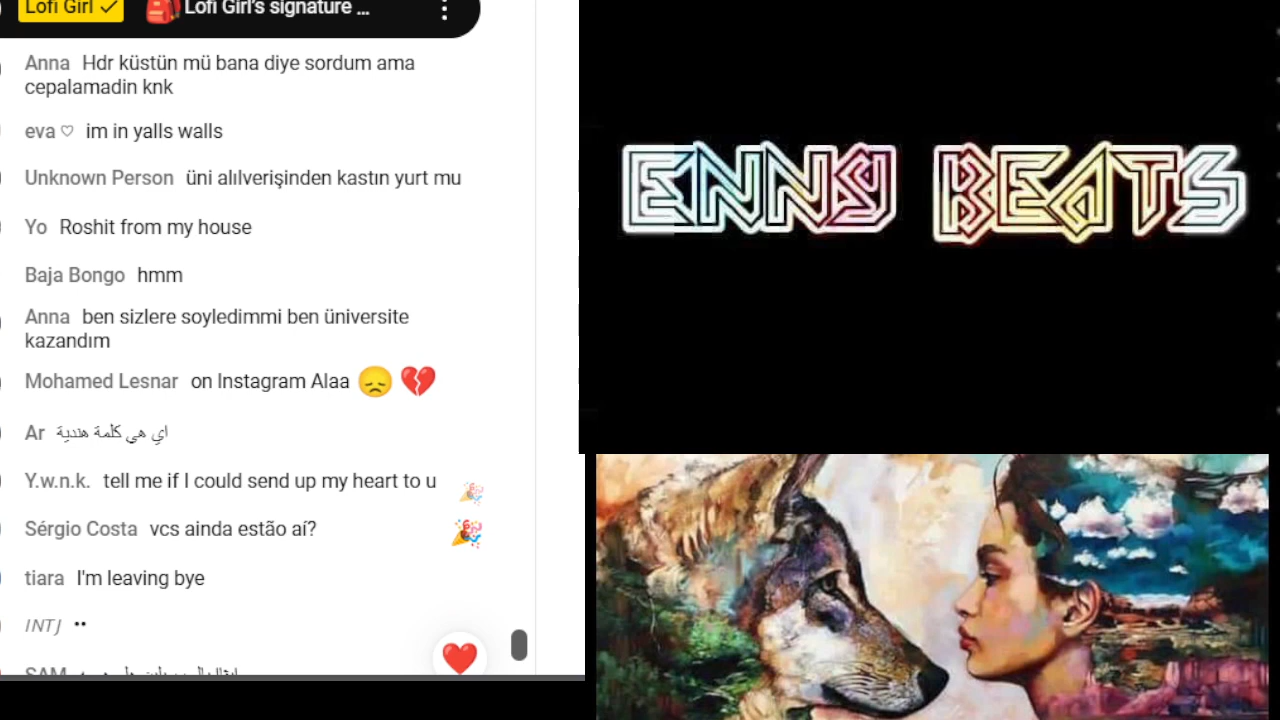 Lofi Girl ✓ 🎒 Lofi Girl's signature ...
Anna Hdr küstün mü bana diye sordum ama
cepalamadin knk
eva ♡ im in yalls walls
Unknown Person üni alılverişinden kastın yurt mu
Yo Roshit from my house
Baja Bongo hmm
Anna ben sizlere soyledimmi ben üniversite
kazandım
Mohamed Lesnar on Instagram Alaa 😞 💔
Ar اي هي كلمة هندية
Y.w.n.k. tell me if I could send up my heart to u
Sérgio Costa vcs ainda estão aí?
tiara I'm leaving bye
INTJ ••
SAM
ENNY BEATS